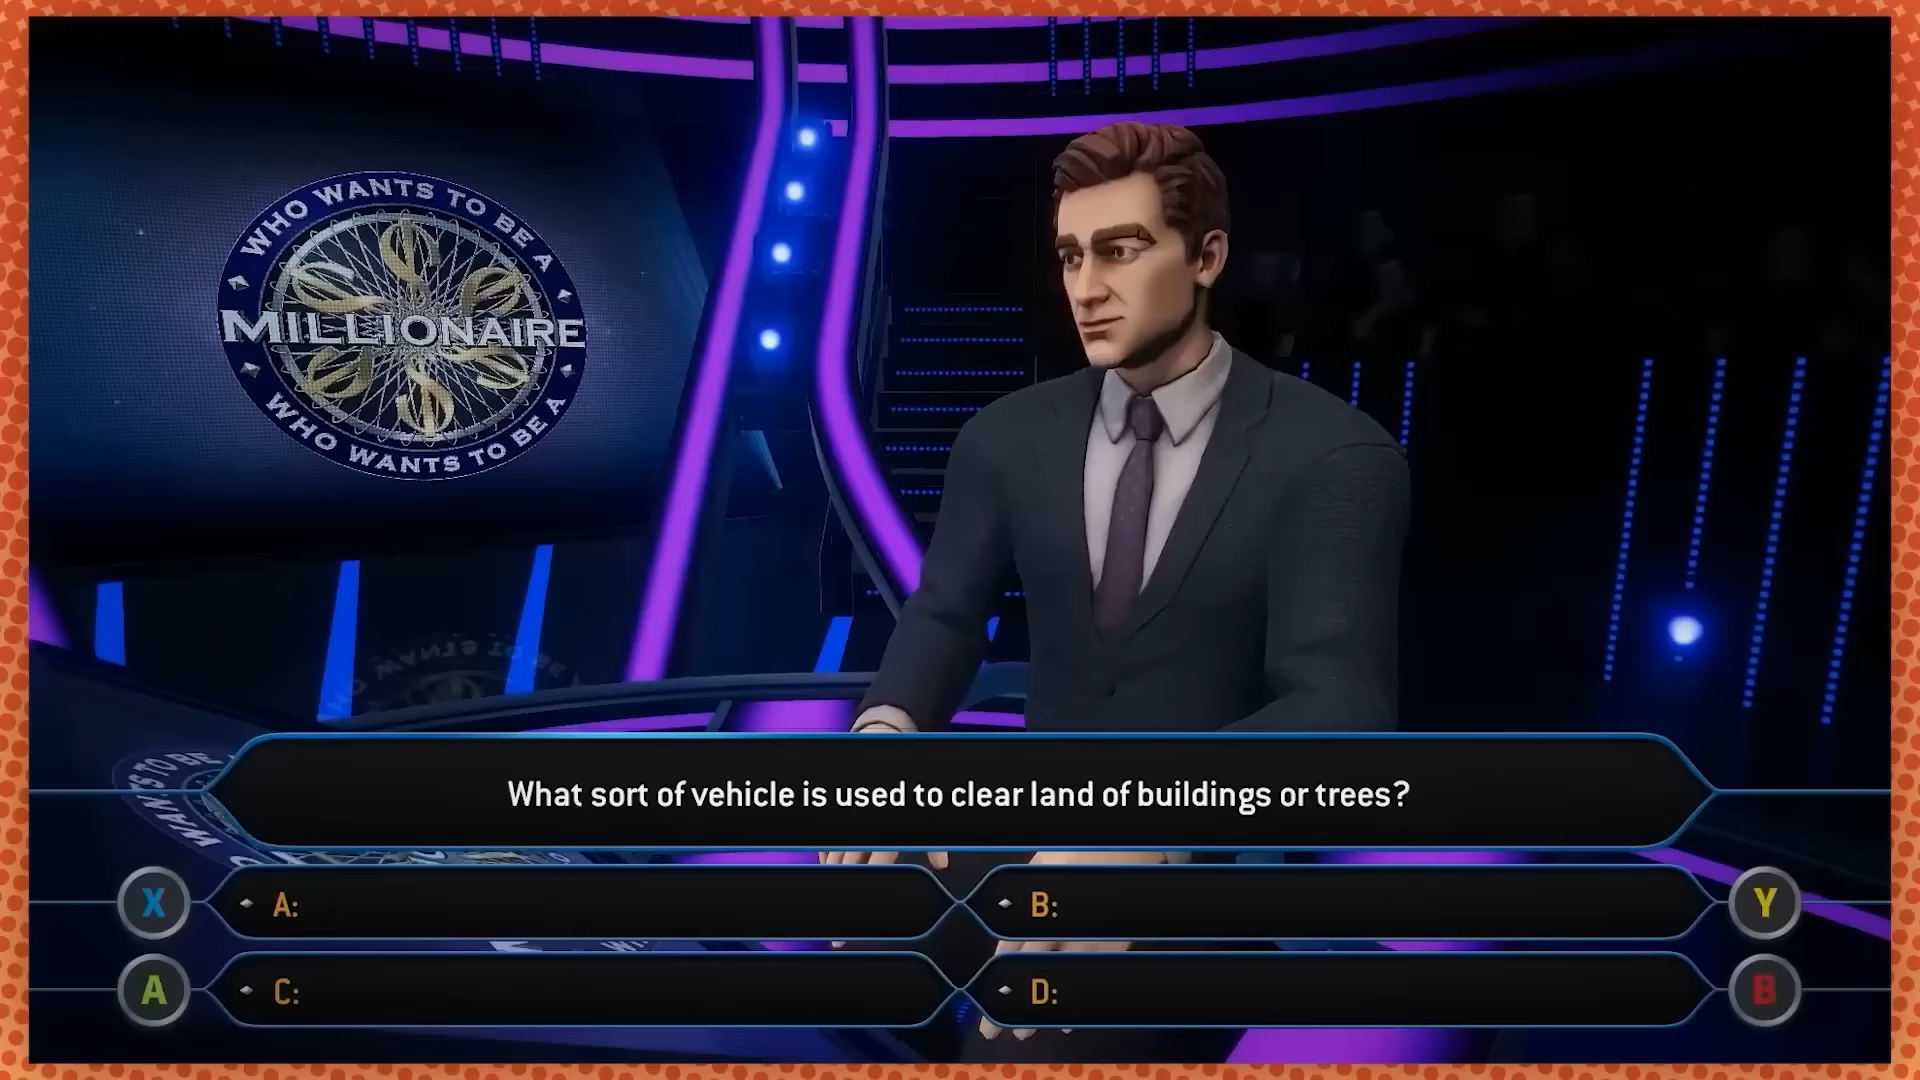 WHO WANTS TO BE A
MILLIONAIRE
WHO WANTS TO BE A
What sort of vehicle is used to clear land of buildings or trees?
X
A:
B:
Y
A
C:
D:
B